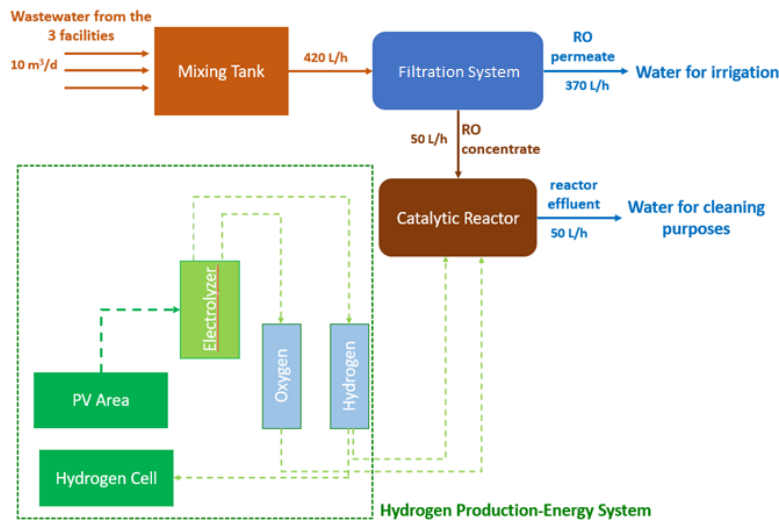 Wastewater from the
3 facilities
10 m³/d
Mixing Tank
420 L/h
Filtration System
RO
permeate
370 L/h
Water for irrigation
50 L/h
RO
concentrate
Catalytic Reactor
reactor
effluent
50 L/h
Water for cleaning
purposes
Electrolyzer
Oxygen
Hydrogen
PV Area
Hydrogen Cell
Hydrogen Production-Energy System